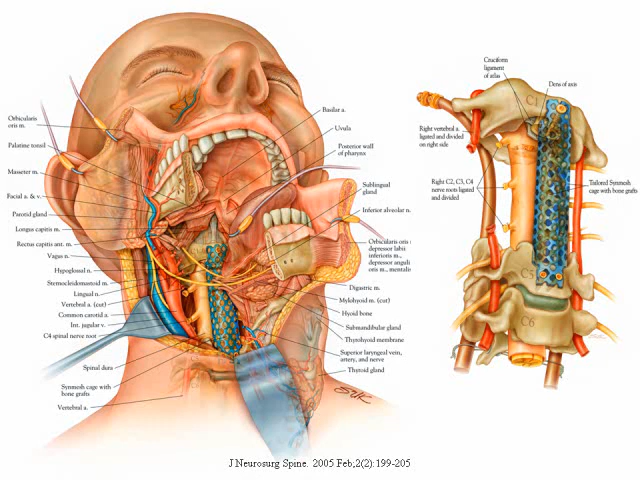 Orbicularis
oris m.
Palatine tonsil
Masseter m.
Facial a. & v.
Parotid gland
Longus capitis m.
Rectus capitis ant. m.
Vagus n.
Hypoglossal n.
Sternocleidomastoid m.
Lingual n.
Vertebral a. (cut)
Common carotid a.
Int. jugular v.
C4 spinal nerve root
Spinal dura
Synmesh cage with
bone grafts
Vertebral a.
Basilar a.
Uvula
Posterior wall
of pharynx
Sublingual
gland
Inferior alveolar n.
Orbicularis oris
depressor labii
inferioris m.,
depressor anguli
oris m., mentalis
Digastric m.
Mylohyoid m. (cut)
Hyoid bone
Submandibular gland
Thyrohyoid membrane
Superior laryngeal vein,
artery, and nerve
Thyroid gland
Cruciform
ligament
of atlas
Dens of axis
C1
Right vertebral a.
ligated and divided
on right side
Right C2, C3, C4
nerve roots ligated
and divided
Tailored Synmesh
cage with bone grafts
C5
C6
J Neurosurg Spine. 2005 Feb;2(2):199-205